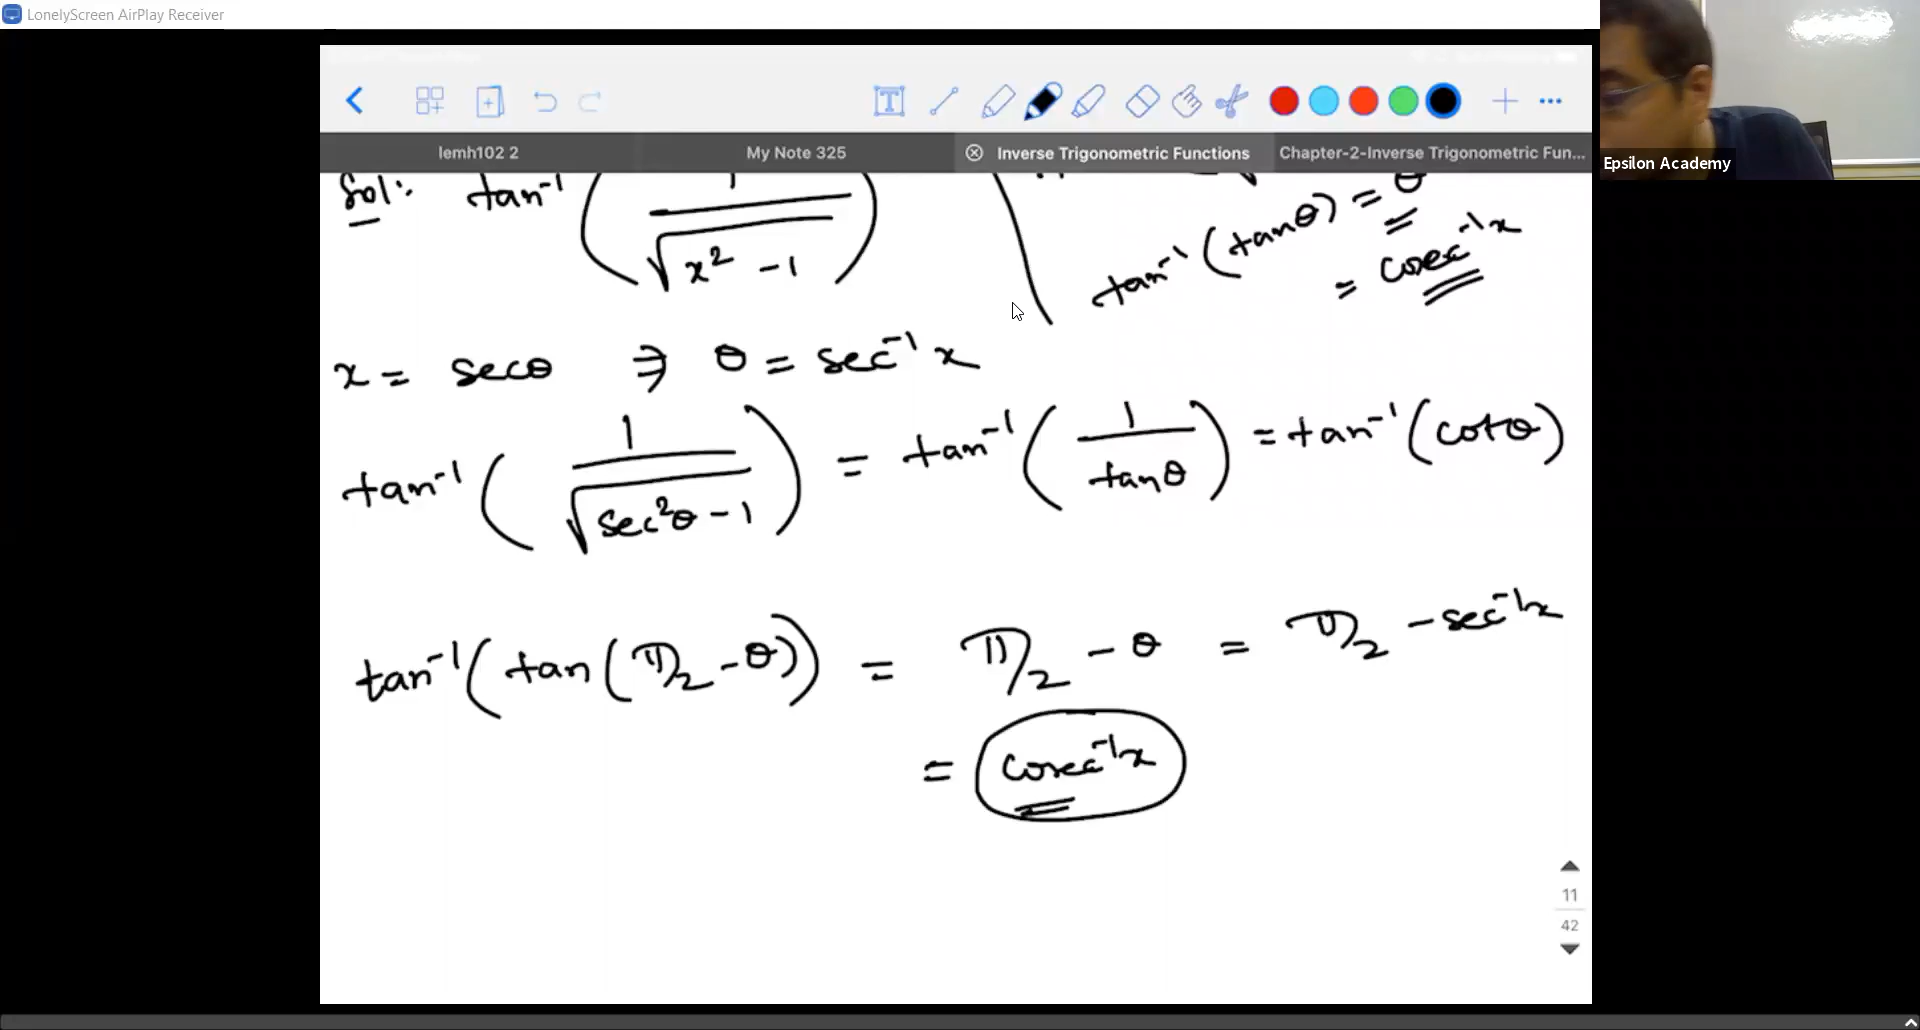 LonelyScreen AirPlay Receiver
T
lemh102 2
My Note 325
Inverse Trigonometric Functions
Chapter-2-Inverse Trigonometric Fun...
Epsilon Academy
Sol: tan⁻¹(1/√(x² - 1))
tan⁻¹(tanθ) = θ
= cosec⁻¹x
x = secθ ⇒ θ = sec⁻¹ x
tan⁻¹(1/√(sec²θ - 1)) = tan⁻¹(1/tanθ) = tan⁻¹(cotθ)
tan⁻¹(tan(π/2 - θ)) = π/2 - θ = π/2 - sec⁻¹x
= cosec⁻¹x
11
42